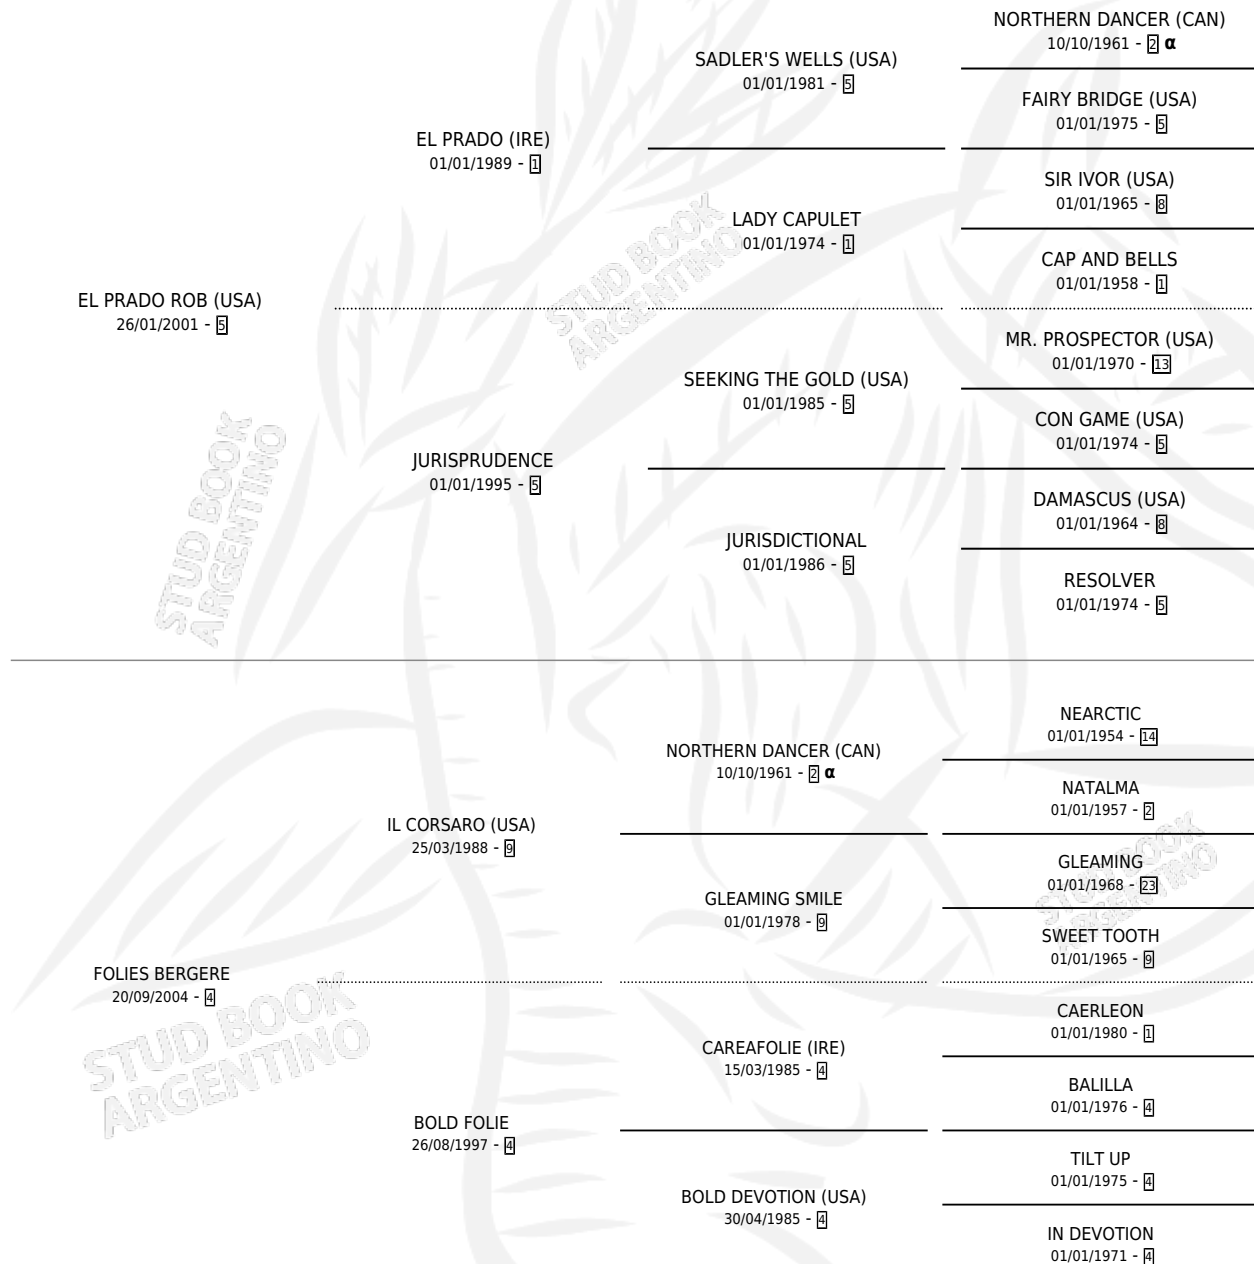 NORTHERN DANCER (CAN)
10/10/1961 - 2 α
SADLER'S WELLS (USA)
01/01/1981 - 5
FAIRY BRIDGE (USA)
01/01/1975 - 5
EL PRADO (IRE)
01/01/1989 - 1
SIR IVOR (USA)
01/01/1965 - 8
LADY CAPULET
01/01/1974 - 1
CAP AND BELLS
01/01/1958 - 1
EL PRADO ROB (USA)
26/01/2001 - 5
MR. PROSPECTOR (USA)
01/01/1970 - 13
SEEKING THE GOLD (USA)
01/01/1985 - 5
CON GAME (USA)
01/01/1974 - 5
JURISPRUDENCE
01/01/1995 - 5
DAMASCUS (USA)
01/01/1964 - 8
JURISDICTIONAL
01/01/1986 - 5
RESOLVER
01/01/1974 - 5
NEARCTIC
01/01/1954 - 14
NORTHERN DANCER (CAN)
10/10/1961 - 2 α
NATALMA
01/01/1957 - 2
IL CORSARO (USA)
25/03/1988 - 9
GLEAMING
01/01/1968 - 23
GLEAMING SMILE
01/01/1978 - 9
SWEET TOOTH
01/01/1965 - 9
FOLIES BERGERE
20/09/2004 - 4
CAERLEON
01/01/1980 - 1
CAREAFOLIE (IRE)
15/03/1985 - 4
BALILLA
01/01/1976 - 4
BOLD FOLIE
26/08/1997 - 4
TILT UP
01/01/1975 - 4
BOLD DEVOTION (USA)
30/04/1985 - 4
IN DEVOTION
01/01/1971 - 4
STUD BOOK
ARGENTINO
STUD BOOK
ARGENTINO
STUD BOOK
ARGENTINO
STUD BOOK
ARGENTINO